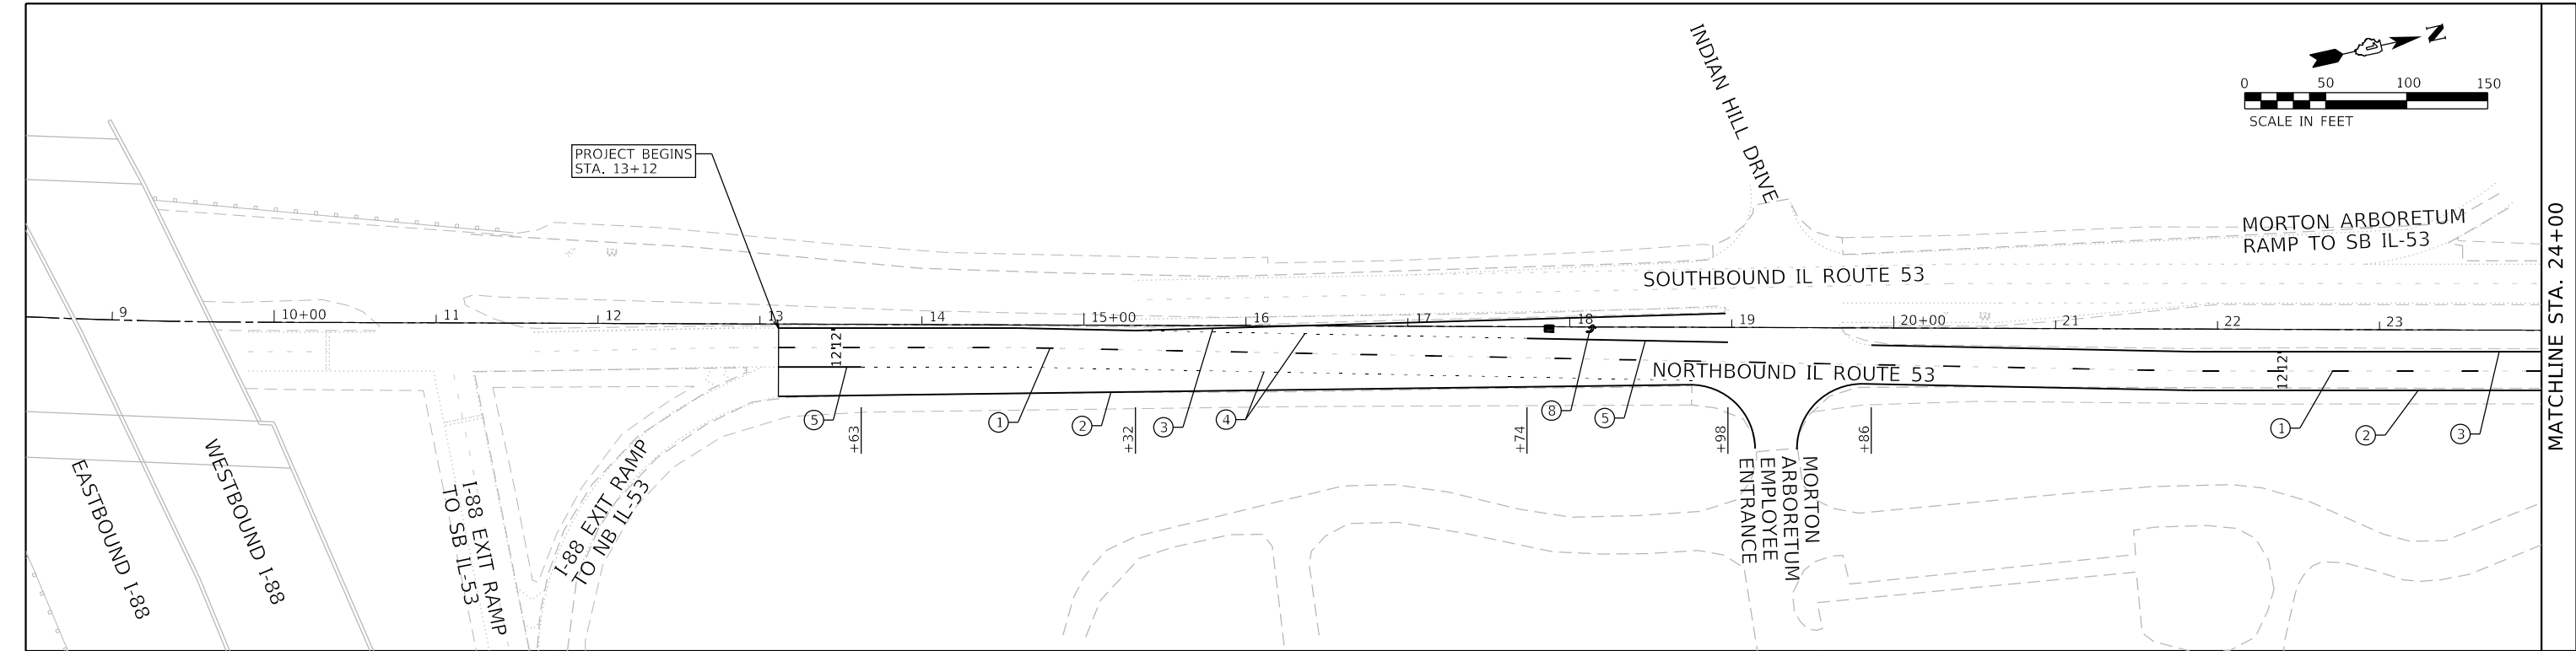 INDIAN HILL DRIVE
N
0 50 100 150
SCALE IN FEET
PROJECT BEGINS
STA. 13+12
MORTON ARBORETUM
RAMP TO SB IL-53
SOUTHBOUND IL ROUTE 53
9 10+00 11 12 13 14 15+00 16 17 18 19 20+00 21 22 23
12' 12'
12' 12'
NORTHBOUND IL ROUTE 53
5 1 2 3 4 8 5 1 2 3
+63 +32 +74 +98 +86
EASTBOUND I-88
WESTBOUND I-88
I-88 EXIT RAMP
TO SB IL-53
I-88 EXIT RAMP
TO NB IL-53
MORTON
ARBORETUM
EMPLOYEE
ENTRANCE
MATCHLINE STA. 24+00